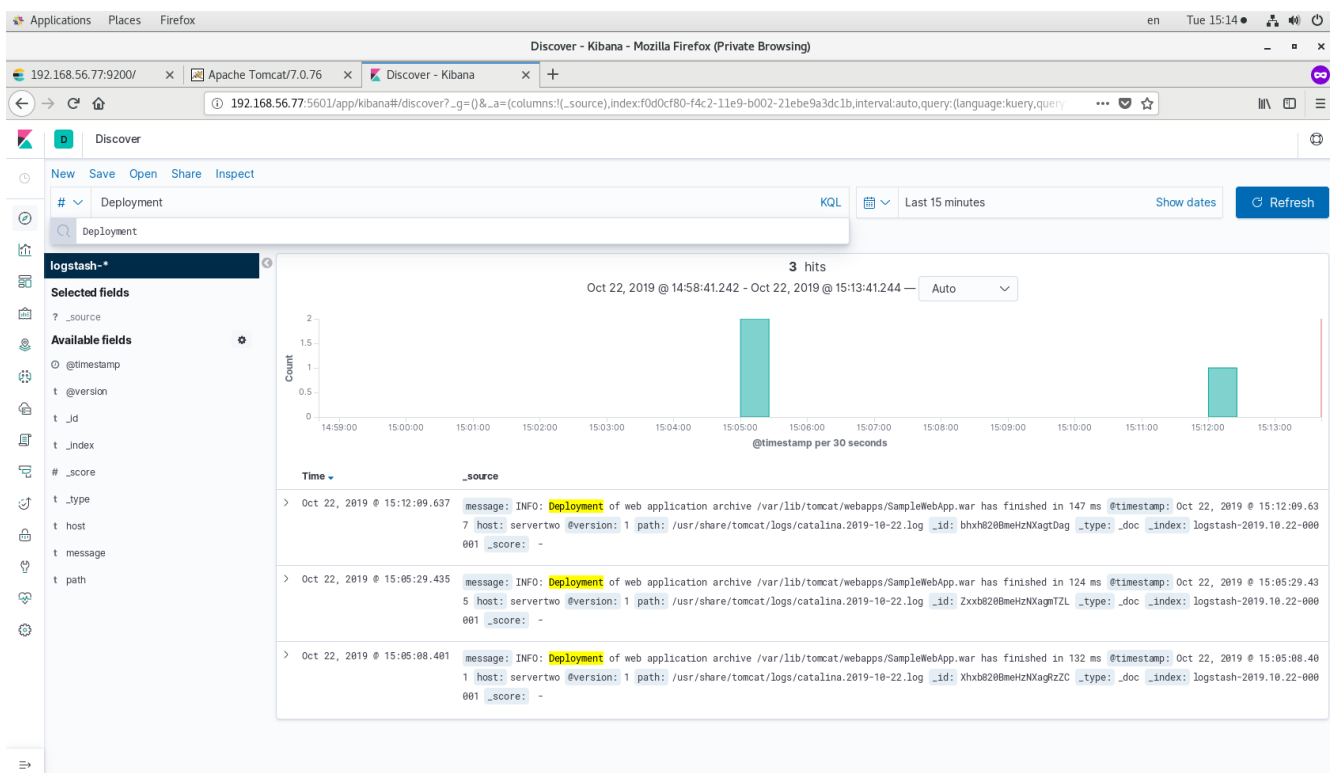 Applications Places Firefox en Tue 15:14
Discover - Kibana - Mozilla Firefox (Private Browsing)
192.168.56.77:9200/ Apache Tomcat/7.0.76 Discover - Kibana
192.168.56.77:5601/app/kibana#/discover?_g=()&_a=(columns:!(_source),index:f0d0cf80-f4c2-11e9-b002-21ebe9a3dc1b,interval:auto,query:(language:kuery,query
D Discover
New Save Open Share Inspect
# Deployment KQL Last 15 minutes Show dates Refresh
Deployment
logstash-*
Selected fields
? _source
Available fields
@timestamp
t @version
t _id
t _index
# _score
t _type
t host
t message
t path
3 hits
Oct 22, 2019 @ 14:58:41.242 - Oct 22, 2019 @ 15:13:41.244 — Auto
Count
2
1.5
1
0.5
0
14:59:00 15:00:00 15:01:00 15:02:00 15:03:00 15:04:00 15:05:00 15:06:00 15:07:00 15:08:00 15:09:00 15:10:00 15:11:00 15:12:00 15:13:00
@timestamp per 30 seconds
Time _source
Oct 22, 2019 @ 15:12:09.637 message: INFO: Deployment of web application archive /var/lib/tomcat/webapps/SampleWebApp.war has finished in 147 ms @timestamp: Oct 22, 2019 @ 15:12:09.63
7 host: servertwo @version: 1 path: /usr/share/tomcat/logs/catalina.2019-10-22.log _id: bhxh820BmeHzNXagtDag _type: _doc _index: logstash-2019.10.22-000
001 _score: -
Oct 22, 2019 @ 15:05:29.435 message: INFO: Deployment of web application archive /var/lib/tomcat/webapps/SampleWebApp.war has finished in 124 ms @timestamp: Oct 22, 2019 @ 15:05:29.43
5 host: servertwo @version: 1 path: /usr/share/tomcat/logs/catalina.2019-10-22.log _id: Zxxb820BmeHzNXagmTZL _type: _doc _index: logstash-2019.10.22-000
001 _score: -
Oct 22, 2019 @ 15:05:08.401 message: INFO: Deployment of web application archive /var/lib/tomcat/webapps/SampleWebApp.war has finished in 132 ms @timestamp: Oct 22, 2019 @ 15:05:08.40
1 host: servertwo @version: 1 path: /usr/share/tomcat/logs/catalina.2019-10-22.log _id: Xhxb820BmeHzNXagRzZC _type: _doc _index: logstash-2019.10.22-000
001 _score: -